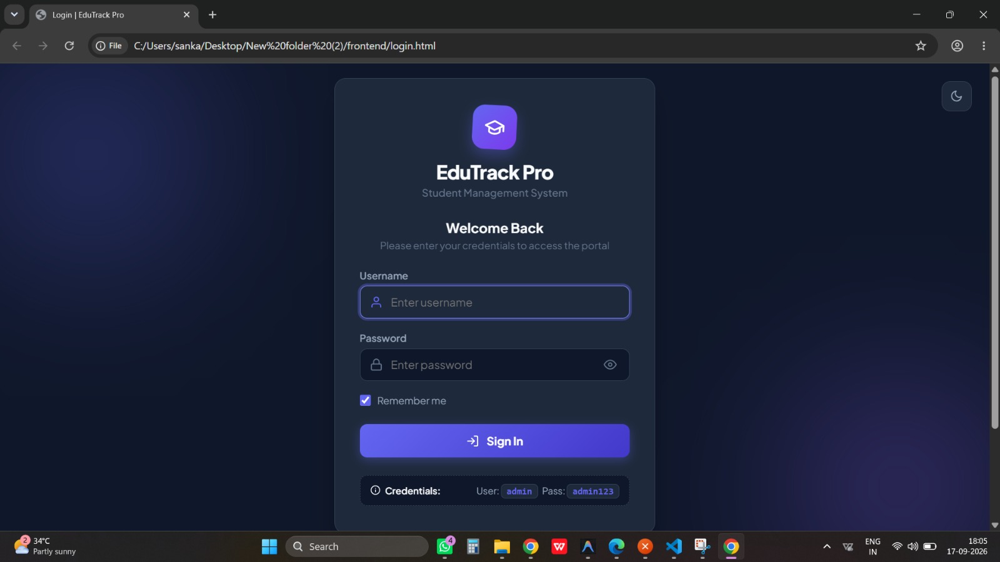 Login | EduTrack Pro
File C:/Users/sanka/Desktop/New%20folder%20(2)/frontend/login.html
EduTrack Pro
Student Management System
Welcome Back
Please enter your credentials to access the portal
Username
Enter username
Password
Enter password
Remember me
Sign In
Credentials: User: admin Pass: admin123
2
34°C
Partly sunny
Search
4
ENG
IN
18:05
17-09-2026